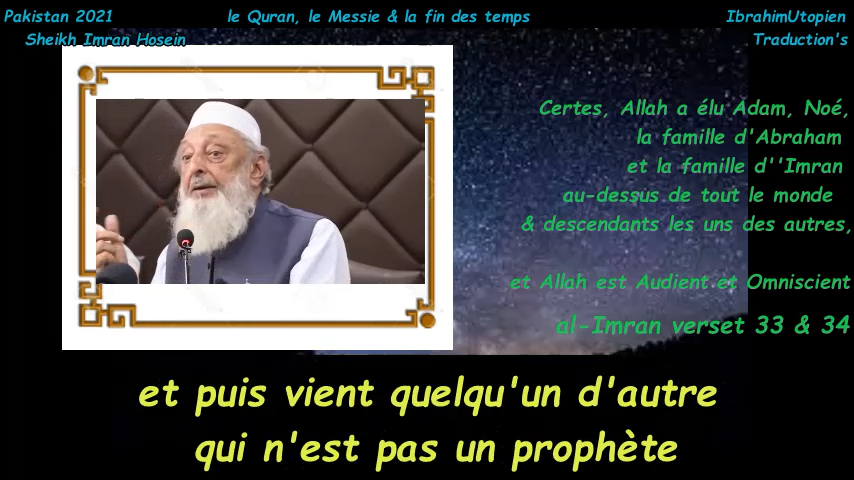 Pakistan 2021
le Quran, le Messie & la fin des temps
IbrahimUtopien
Sheikh Imran Hosein
Traduction's
Certes, Allah a élu Adam, Noé,
la famille d'Abraham
et la famille d''Imran
au-dessus de tout le monde
& descendants les uns des autres,
et Allah est Audient et Omniscient
al-Imran verset 33 & 34
et puis vient quelqu'un d'autre
qui n'est pas un prophète